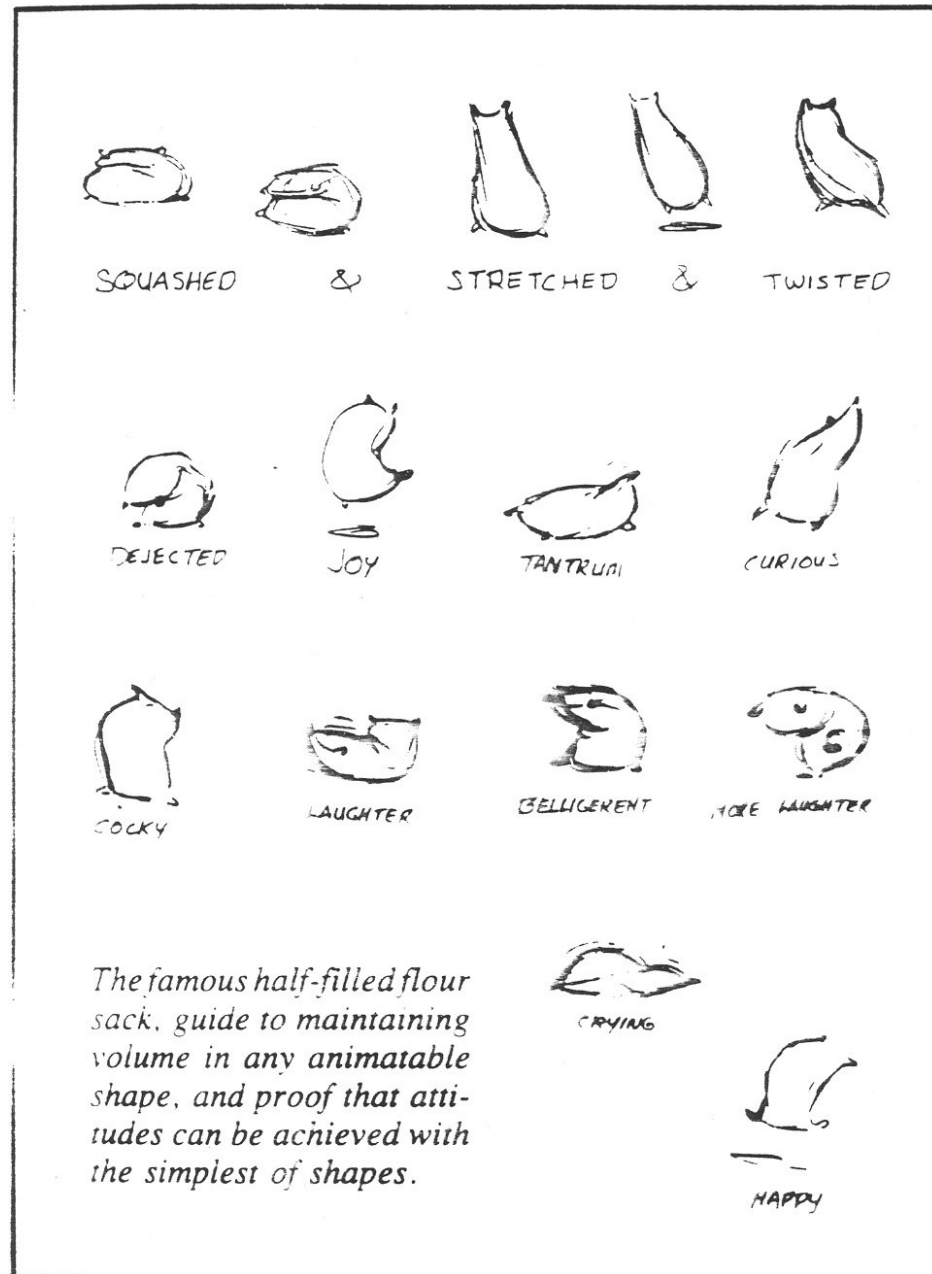 SQUASHED & STRETCHED & TWISTED
DEJECTED JOY TANTRUM CURIOUS
COCKY LAUGHTER BELLIGERENT MORE LAUGHTER
CRYING
HAPPY
The famous half-filled flour
sack, guide to maintaining
volume in any animatable
shape, and proof that atti-
tudes can be achieved with
the simplest of shapes.